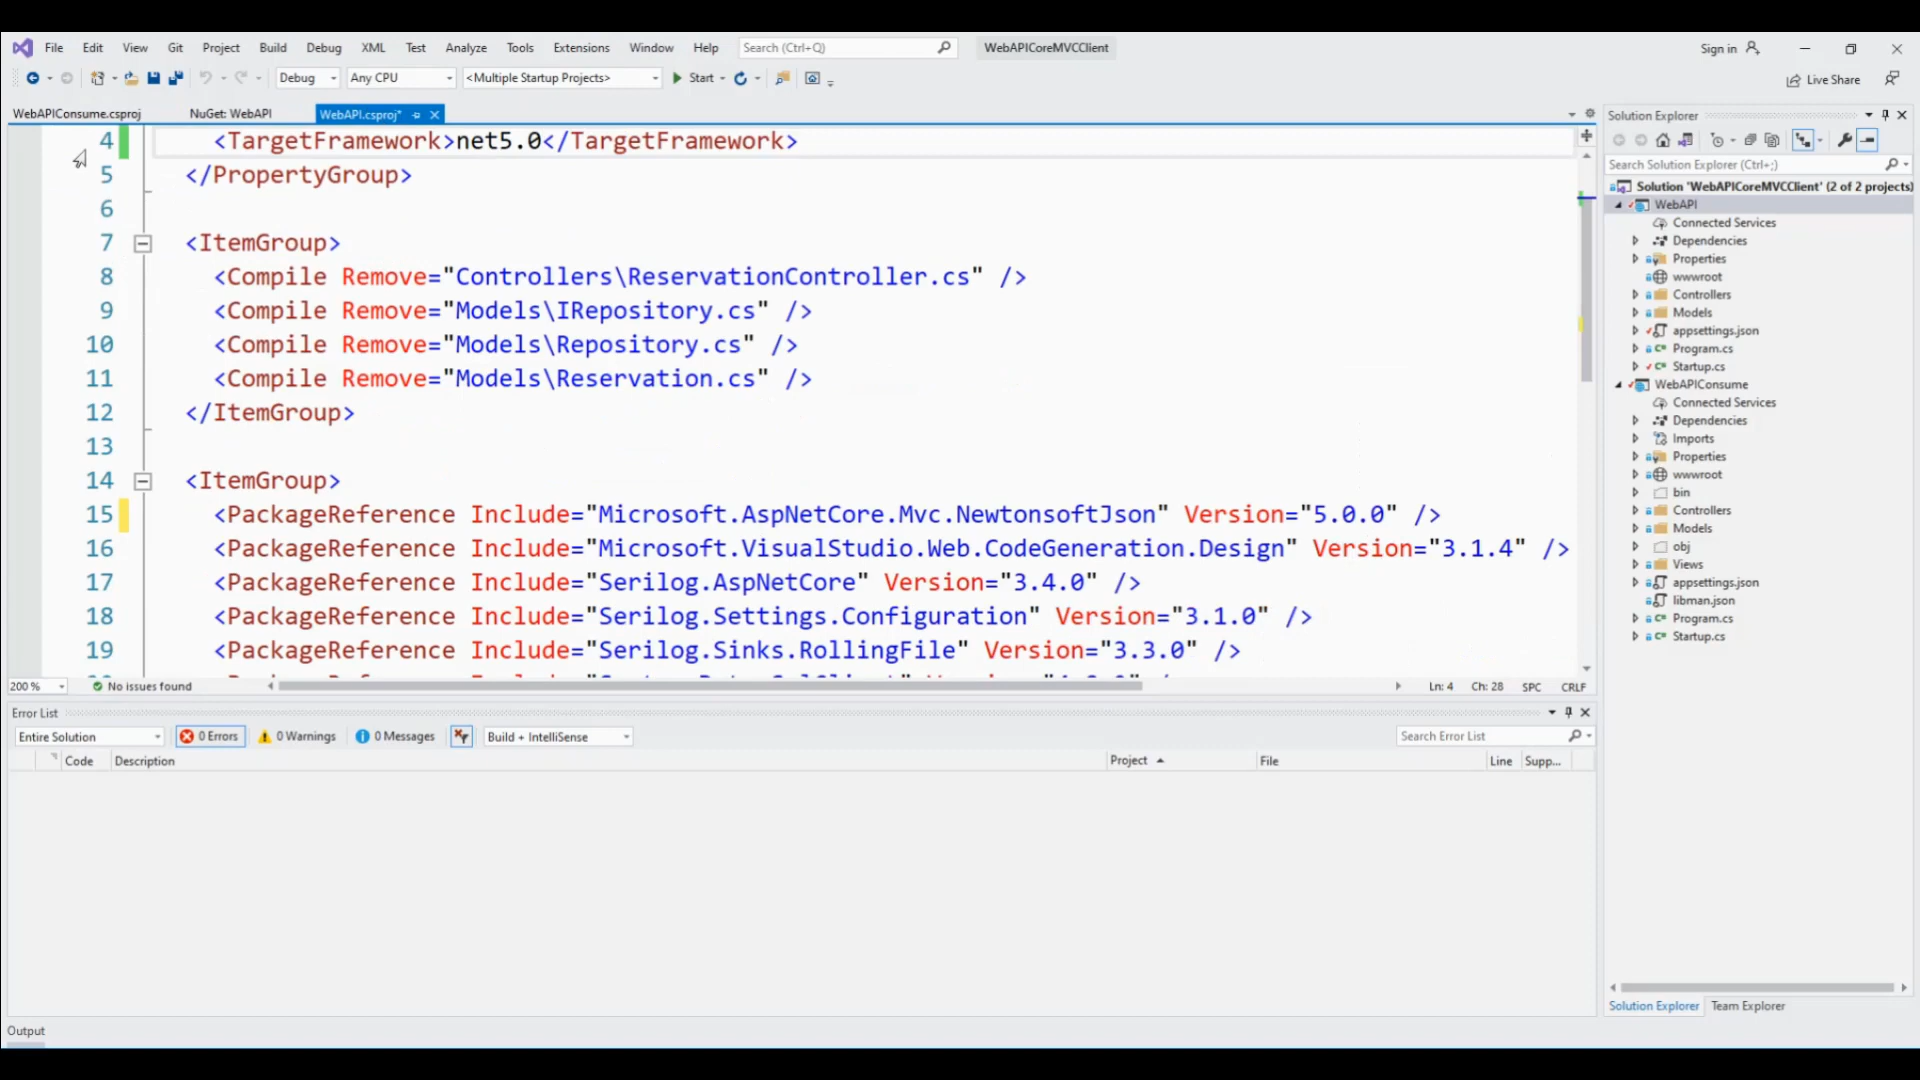 File Edit View Git Project Build Debug XML Test Analyze Tools Extensions Window Help Search (Ctrl+Q) WebAPICoreMVCClient Sign in
Debug Any CPU <Multiple Startup Projects> Start Live Share
WebAPIConsume.csproj NuGet: WebAPI WebAPI.csproj*
4 <TargetFramework>net5.0</TargetFramework>
5 </PropertyGroup>
6
7 <ItemGroup>
8 <Compile Remove="Controllers\ReservationController.cs" />
9 <Compile Remove="Models\IRepository.cs" />
10 <Compile Remove="Models\Repository.cs" />
11 <Compile Remove="Models\Reservation.cs" />
12 </ItemGroup>
13
14 <ItemGroup>
15 <PackageReference Include="Microsoft.AspNetCore.Mvc.NewtonsoftJson" Version="5.0.0" />
16 <PackageReference Include="Microsoft.VisualStudio.Web.CodeGeneration.Design" Version="3.1.4" />
17 <PackageReference Include="Serilog.AspNetCore" Version="3.4.0" />
18 <PackageReference Include="Serilog.Settings.Configuration" Version="3.1.0" />
19 <PackageReference Include="Serilog.Sinks.RollingFile" Version="3.3.0" />
200 % No issues found Ln: 4 Ch: 28 SPC CRLF
Error List
Entire Solution 0 Errors 0 Warnings 0 Messages Build + IntelliSense Search Error List
Code Description Project File Line Supp...
Output
Solution Explorer
Search Solution Explorer (Ctrl+;)
Solution 'WebAPICoreMVCClient' (2 of 2 projects)
WebAPI
Connected Services
Dependencies
Properties
wwwroot
Controllers
Models
appsettings.json
Program.cs
Startup.cs
WebAPIConsume
Connected Services
Dependencies
Imports
Properties
wwwroot
bin
Controllers
Models
obj
Views
appsettings.json
libman.json
Program.cs
Startup.cs
Solution Explorer Team Explorer